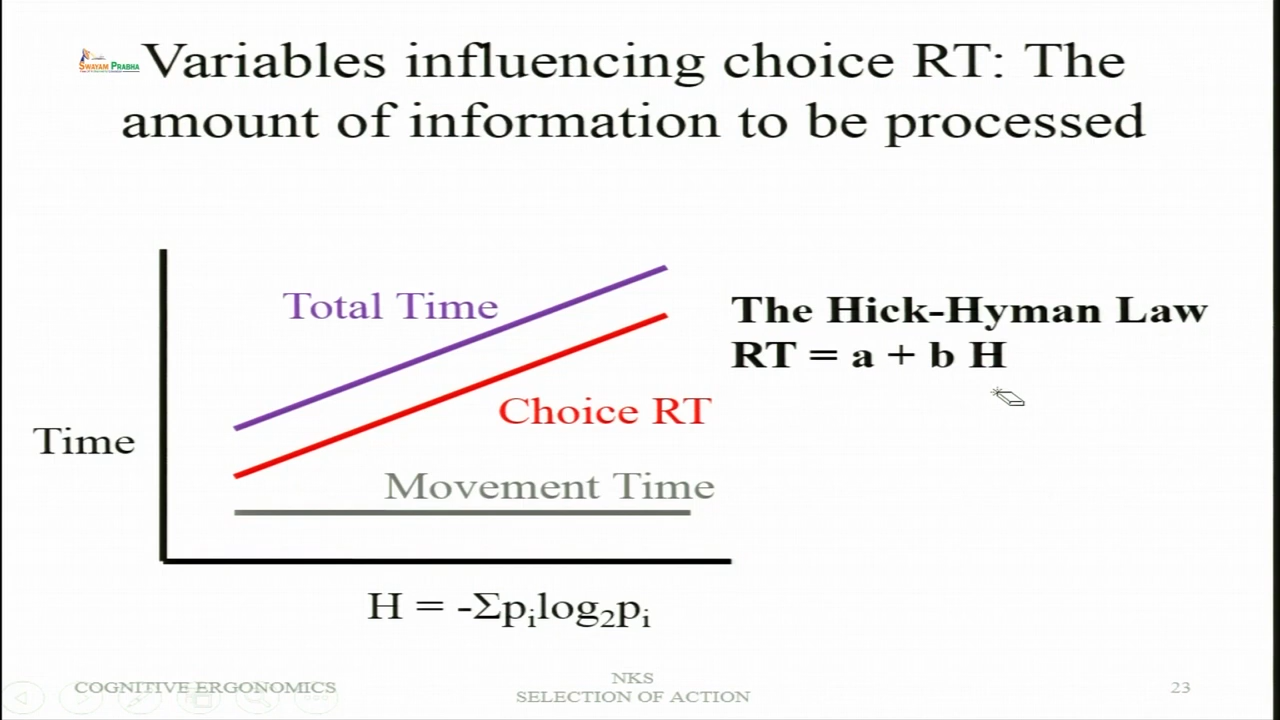 SWAYAM PRABHA
Variables influencing choice RT: The
amount of information to be processed
Total Time
The Hick-Hyman Law
RT = a + b H
Choice RT
Time
Movement Time
H = -Σpᵢlog₂pᵢ
COGNITIVE ERGONOMICS
NKS
SELECTION OF ACTION
23